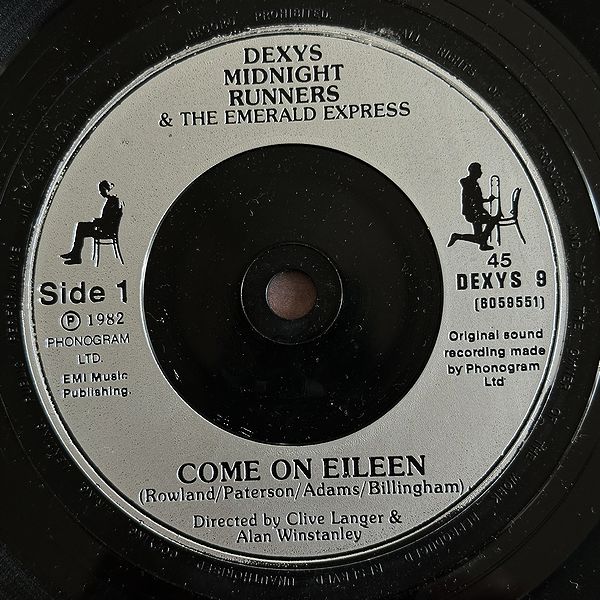 DEXYS
MIDNIGHT
RUNNERS
& THE EMERALD EXPRESS
Side 1
Ⓟ 1982
PHONOGRAM
LTD.
EMI Music
Publishing.
45
DEXYS 9
(6059551)
Original sound
recording made
by Phonogram
Ltd
COME ON EILEEN
(Rowland/Paterson/Adams/Billingham)
Directed by Clive Langer &
Alan Winstanley